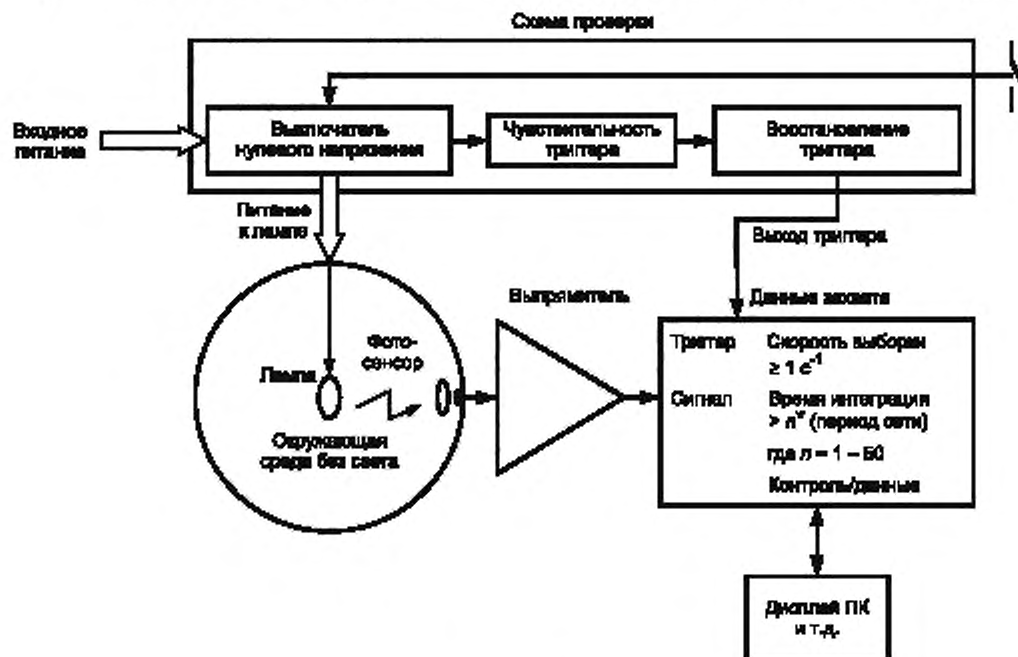 Схема проверки
Входное
питание
Выключатель
нулевого напряжения
Чувствительность
триггера
Восстановление
триггера
Питание
к лампе
Выход триггера
Выпрямитель
Данные захвата
Фото-
сенсор
Лампа
Окружающая
среда без света
Триггер
Скорость выборки
≥ 1 с⁻¹
Сигнал
Время интеграции
> n* (период сети)
где n = 1 – 50
Контроль/данные
Дисплей ПК
и т.д.